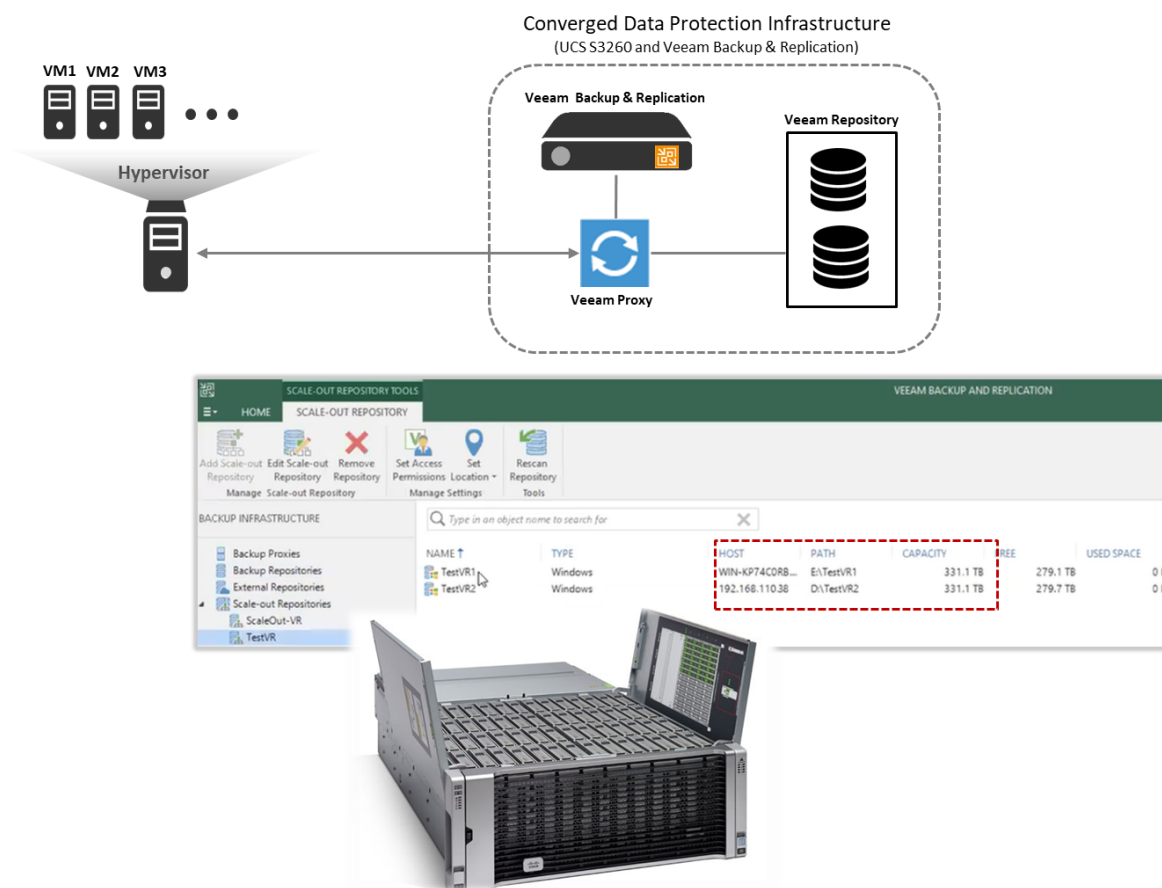 Converged Data Protection Infrastructure
(UCS S3260 and Veeam Backup & Replication)
VM1 VM2 VM3
Veeam Backup & Replication
Veeam Repository
Hypervisor
Veeam Proxy
SCALE-OUT REPOSITORY TOOLS
VEEAM BACKUP AND REPLICATION
HOME SCALE-OUT REPOSITORY
Add Scale-out Edit Scale-out Remove Set Access Set Rescan
Repository Repository Repository Permissions Location Repository
Manage Scale-out Repository Manage Settings Tools
BACKUP INFRASTRUCTURE
Type in an object name to search for
Backup Proxies
Backup Repositories
External Repositories
Scale-out Repositories
ScaleOut-VR
TestVR
NAME TYPE HOST PATH CAPACITY REE USED SPACE
TestVR1 Windows WIN-KP74C0RB... E:\TestVR1 331.1 TB 279.1 TB 0
TestVR2 Windows 192.168.110.38 D:\TestVR2 331.1 TB 279.7 TB 0